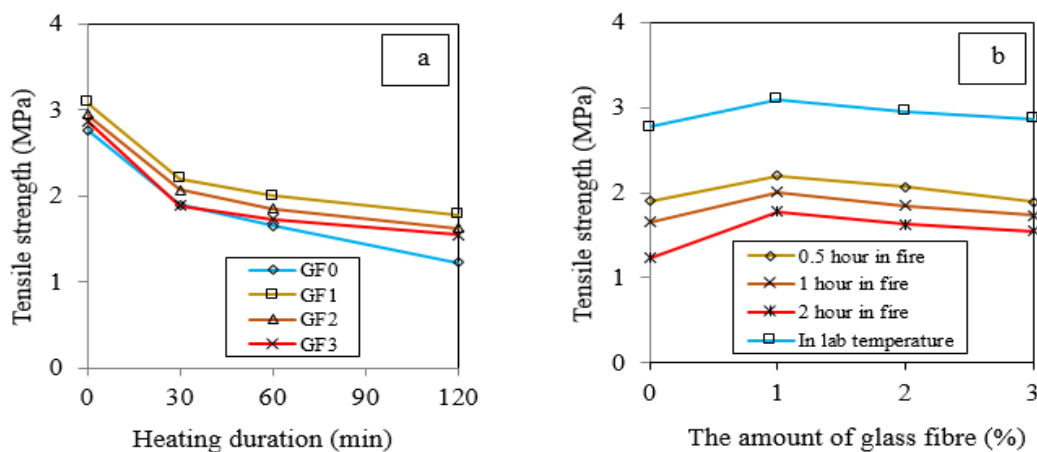 a
Tensile strength (MPa)
4
3
2
1
0
0 30 60 90 120
Heating duration (min)
GF0
GF1
GF2
GF3
b
Tensile strength (MPa)
4
3
2
1
0
0 1 2 3
The amount of glass fibre (%)
0.5 hour in fire
1 hour in fire
2 hour in fire
In lab temperature